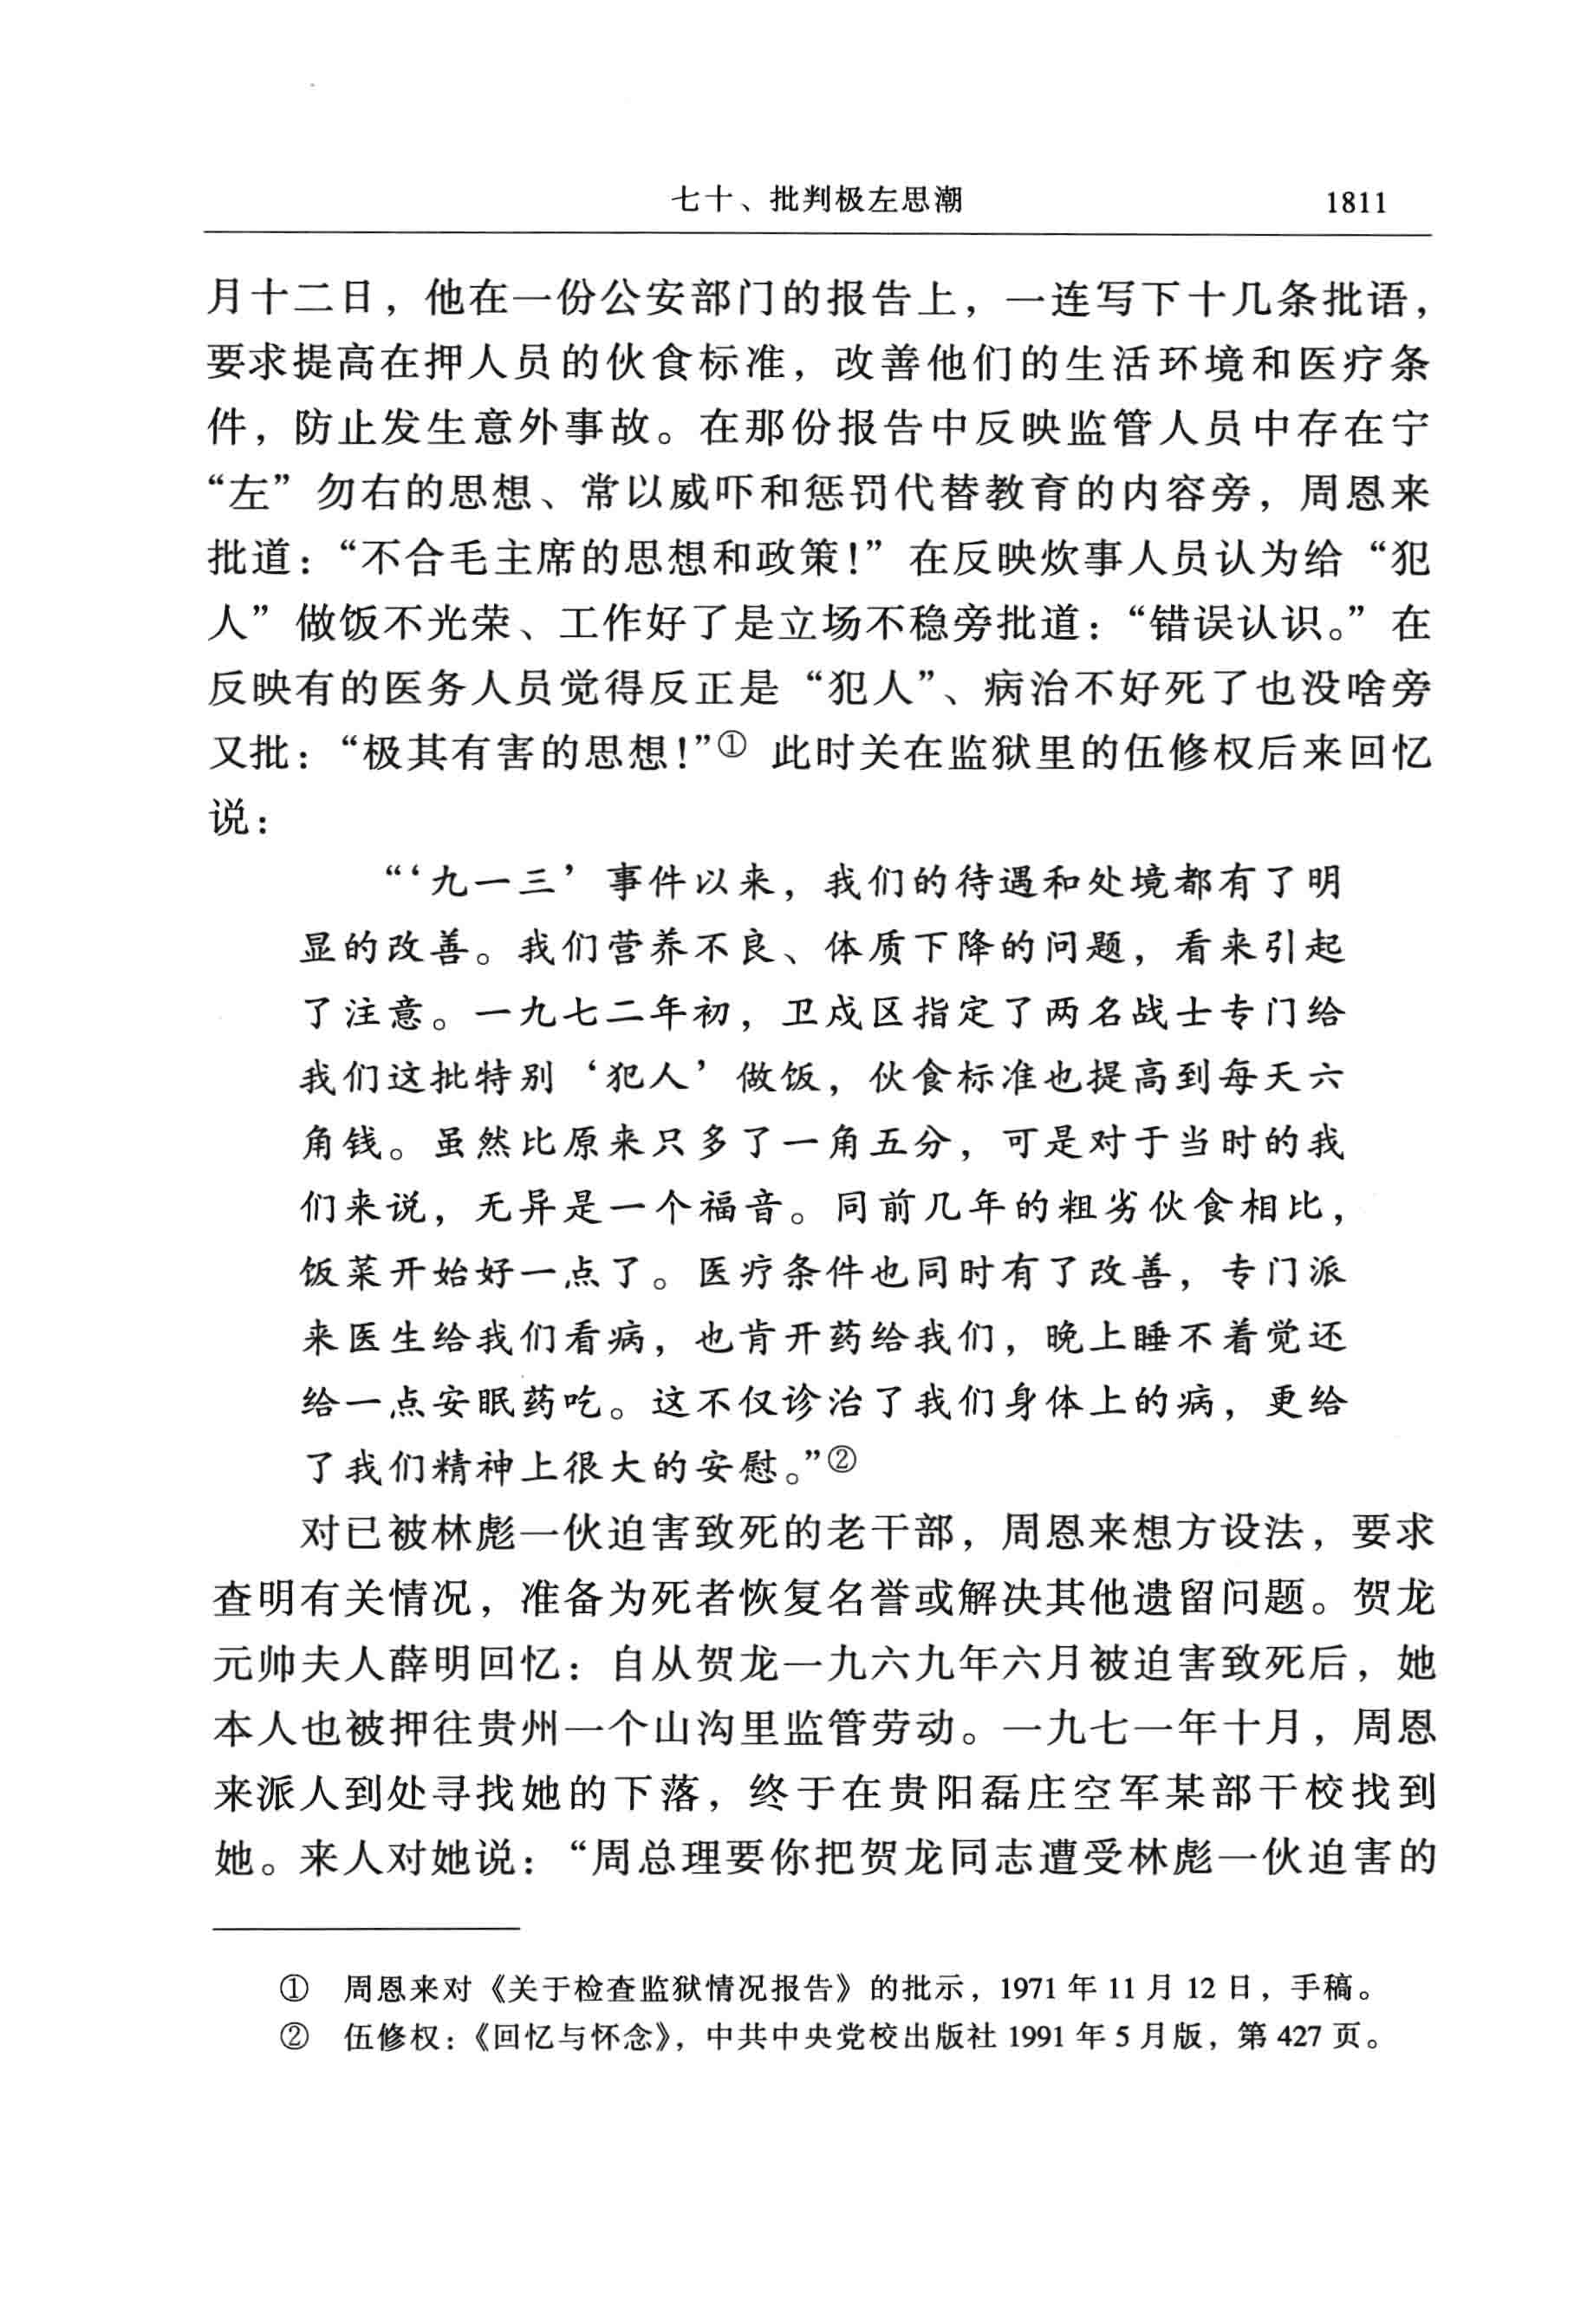 七十、批判极左思潮 1811
月十二日，他在一份公安部门的报告上，一连写下十几条批语，
要求提高在押人员的伙食标准，改善他们的生活环境和医疗条
件，防止发生意外事故。在那份报告中反映监管人员中存在宁
“左”勿右的思想、常以威吓和惩罚代替教育的内容旁，周恩来
批道：“不合毛主席的思想和政策！”在反映炊事人员认为给“犯
人”做饭不光荣、工作好了是立场不稳旁批道：“错误认识。”在
反映有的医务人员觉得反正是“犯人”、病治不好死了也没啥旁
又批：“极其有害的思想！”① 此时关在监狱里的伍修权后来回忆
说：
“‘九一三’事件以来，我们的待遇和处境都有了明
显的改善。我们营养不良、体质下降的问题，看来引起
了注意。一九七二年初，卫戍区指定了两名战士专门给
我们这批特别‘犯人’做饭，伙食标准也提高到每天六
角钱。虽然比原来只多了一角五分，可是对于当时的我
们来说，无异是一个福音。同前几年的粗劣伙食相比，
饭菜开始好一点了。医疗条件也同时有了改善，专门派
来医生给我们看病，也肯开药给我们，晚上睡不着觉还
给一点安眠药吃。这不仅诊治了我们身体上的病，更给
了我们精神上很大的安慰。”②
对已被林彪一伙迫害致死的老干部，周恩来想方设法，要求
查明有关情况，准备为死者恢复名誉或解决其他遗留问题。贺龙
元帅夫人薛明回忆：自从贺龙一九六九年六月被迫害致死后，她
本人也被押往贵州一个山沟里监管劳动。一九七一年十月，周恩
来派人到处寻找她的下落，终于在贵阳磊庄空军某部干校找到
她。来人对她说：“周总理要你把贺龙同志遭受林彪一伙迫害的
① 周恩来对《关于检查监狱情况报告》的批示，1971 年 11 月 12 日，手稿。
② 伍修权：《回忆与怀念》，中共中央党校出版社 1991 年 5 月版，第 427 页。